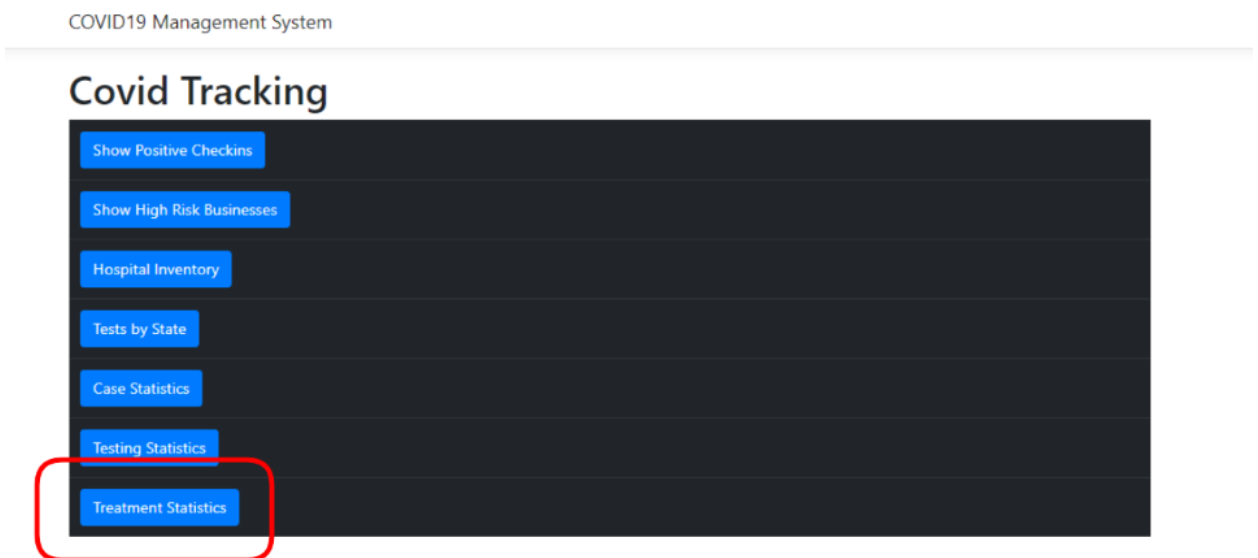 COVID19 Management System
Covid Tracking
Show Positive Checkins
Show High Risk Businesses
Hospital Inventory
Tests by State
Case Statistics
Testing Statistics
Treatment Statistics